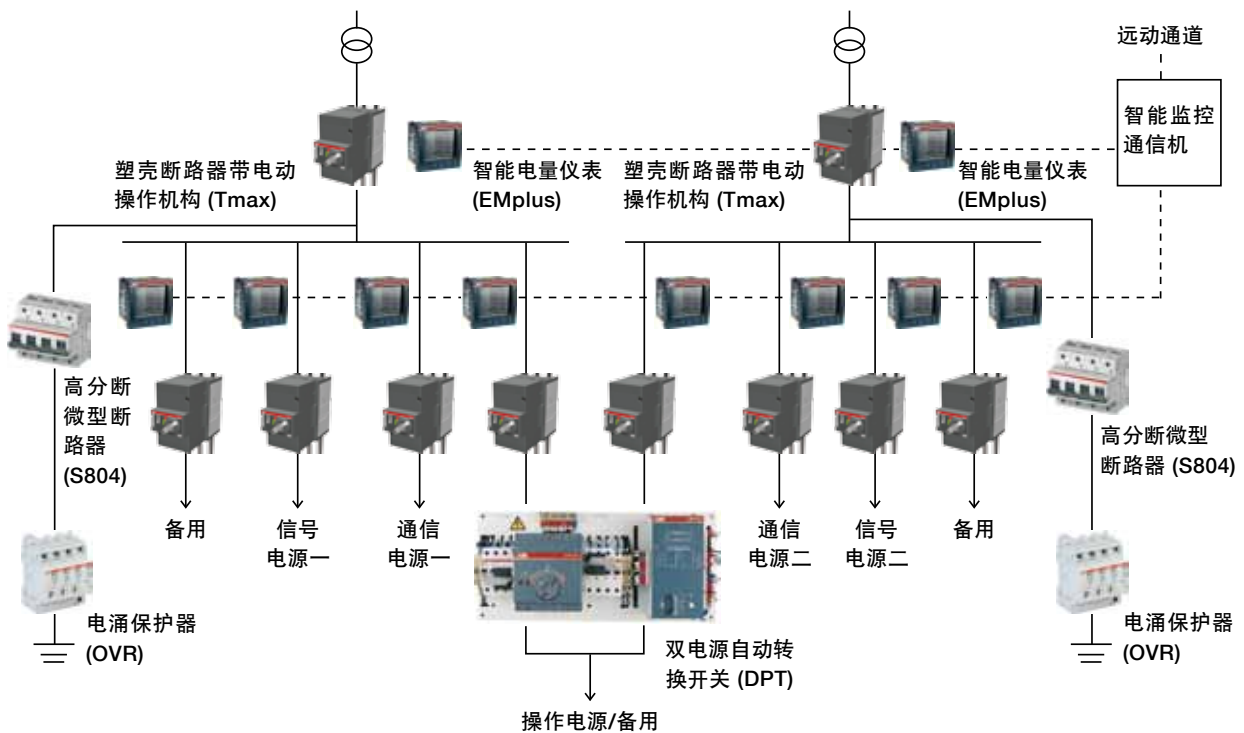 远动通道
智能监控
通信机
塑壳断路器带电动
操作机构 (Tmax)
智能电量仪表
(EMplus)
塑壳断路器带电动
操作机构 (Tmax)
智能电量仪表
(EMplus)
高分断
微型断
路器
(S804)
高分断微型
断路器 (S804)
备用
信号
电源一
通信
电源一
通信
电源二
信号
电源二
备用
电涌保护器
(OVR)
双电源自动转
换开关 (DPT)
电涌保护器
(OVR)
操作电源/备用